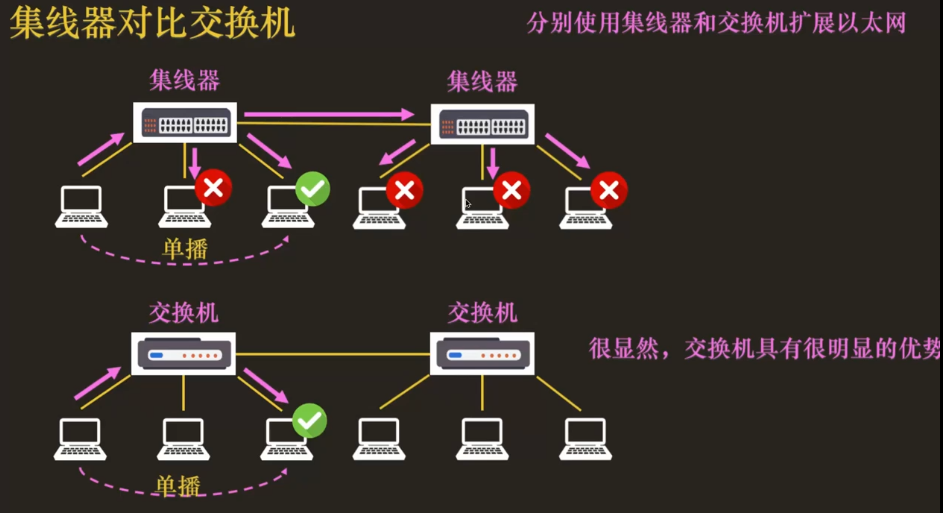 集线器对比交换机
分别使用集线器和交换机扩展以太网
集线器
集线器
单播
交换机
交换机
很显然，交换机具有很明显的优势
单播